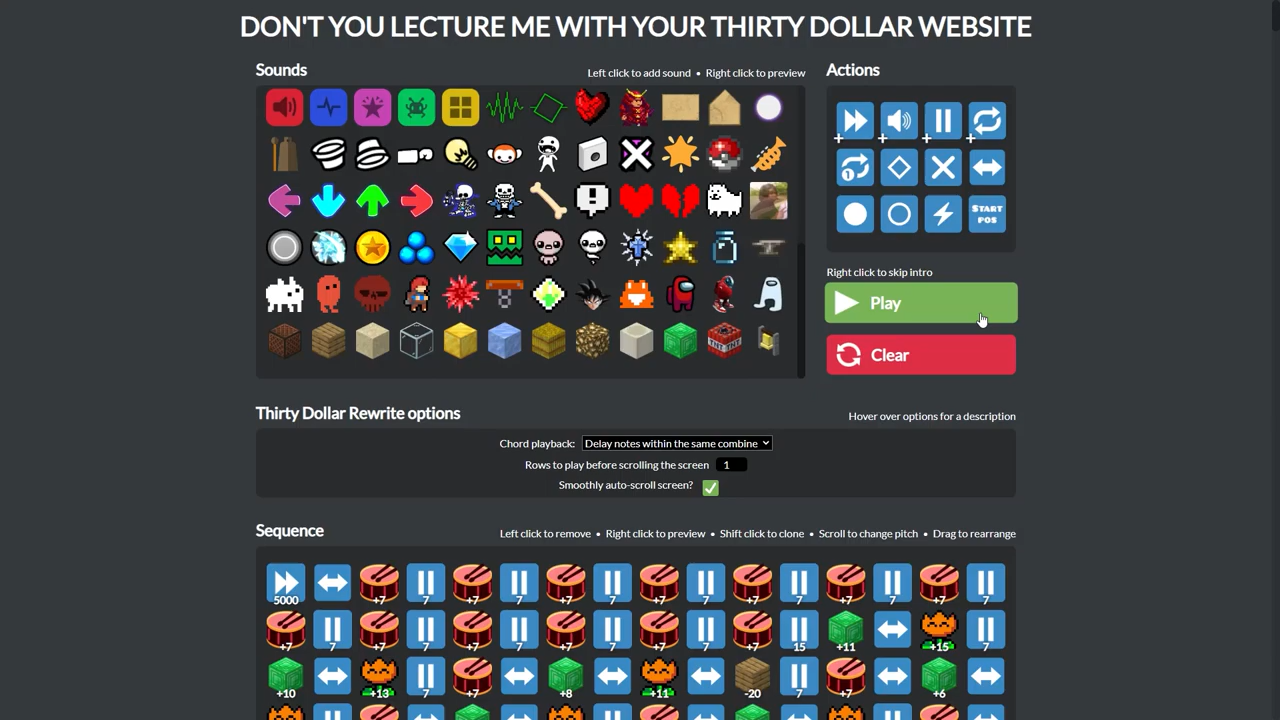 DON'T YOU LECTURE ME WITH YOUR THIRTY DOLLAR WEBSITE
Sounds
Left click to add sound • Right click to preview
Actions
START POS
Right click to skip intro
Play
Clear
Thirty Dollar Rewrite options
Hover over options for a description
Chord playback: Delay notes within the same combine
Rows to play before scrolling the screen 1
Smoothly auto-scroll screen?
Sequence
Left click to remove • Right click to preview • Shift click to clone • Scroll to change pitch • Drag to rearrange
5000 +7 7 +7 7 +7 7 +7 7 +7 7 +7 7 +7 7
+7 7 +7 7 +7 7 +7 7 +7 15 +11 +15 7
+10 +13 7 +7 +8 +11 -20 7 +7 +6